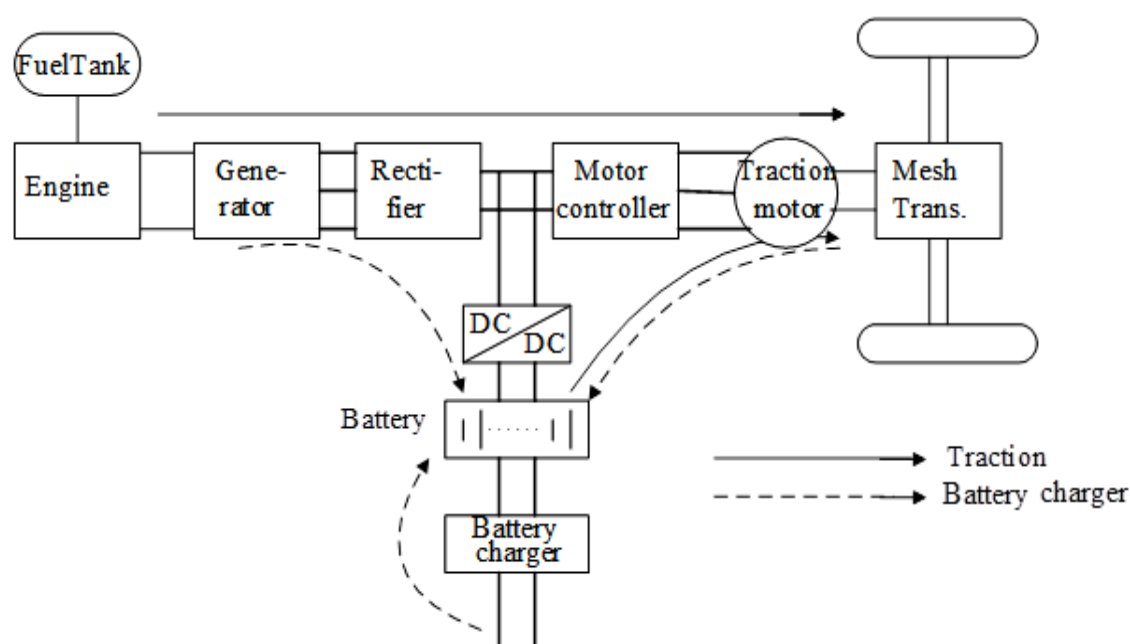 FuelTank
Engine
Gene-
rator
Recti-
fier
Motor
controller
Traction
motor
Mesh
Trans.
DC
DC
Battery
Traction
Battery charger
Battery
charger